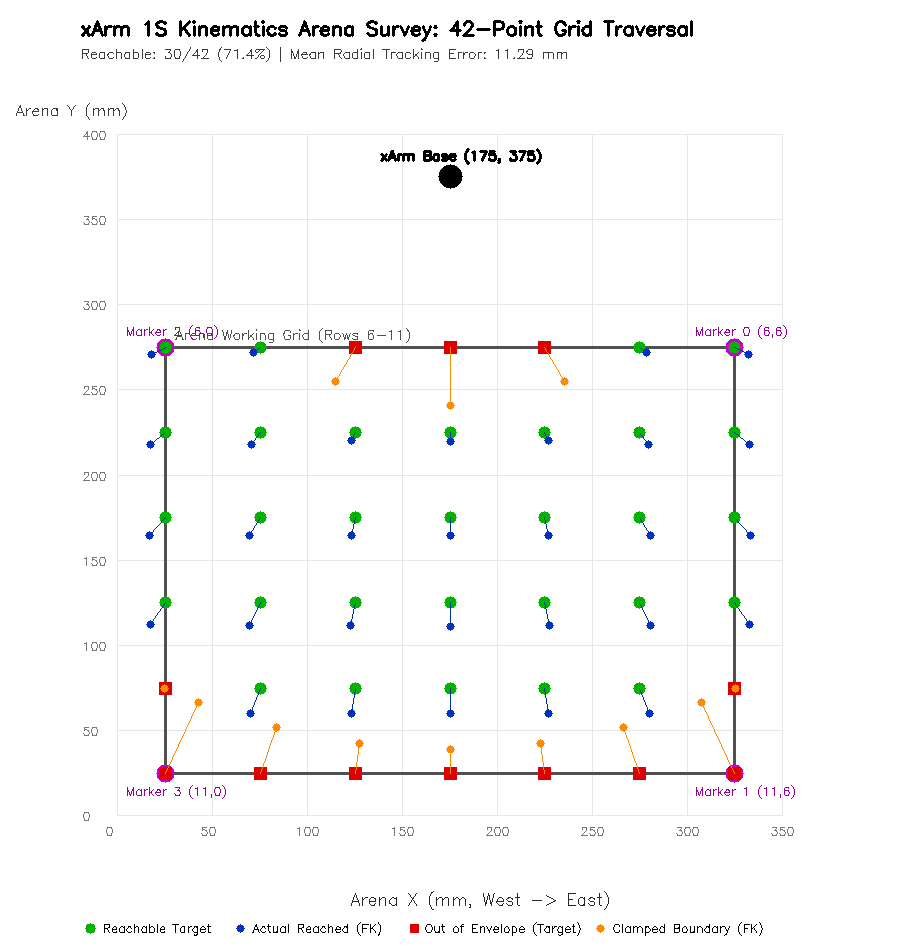 xArm 1S Kinematics Arena Survey: 42-Point Grid Traversal
Reachable: 30/42 (71.4%) | Mean Radial Tracking Error: 11.29 mm
Arena Y (mm)
400
xArm Base (175, 375)
350
300
Marker 2 (6,0)
Marker 0 (6,6)
Arena Working Grid (Rows 6-11)
250
200
150
100
50
Marker 3 (11,0)
Marker 1 (11,6)
0
0 50 100 150 200 250 300 350
Arena X (mm, West -> East)
Reachable Target Actual Reached (FK) Out of Envelope (Target) Clamped Boundary (FK)